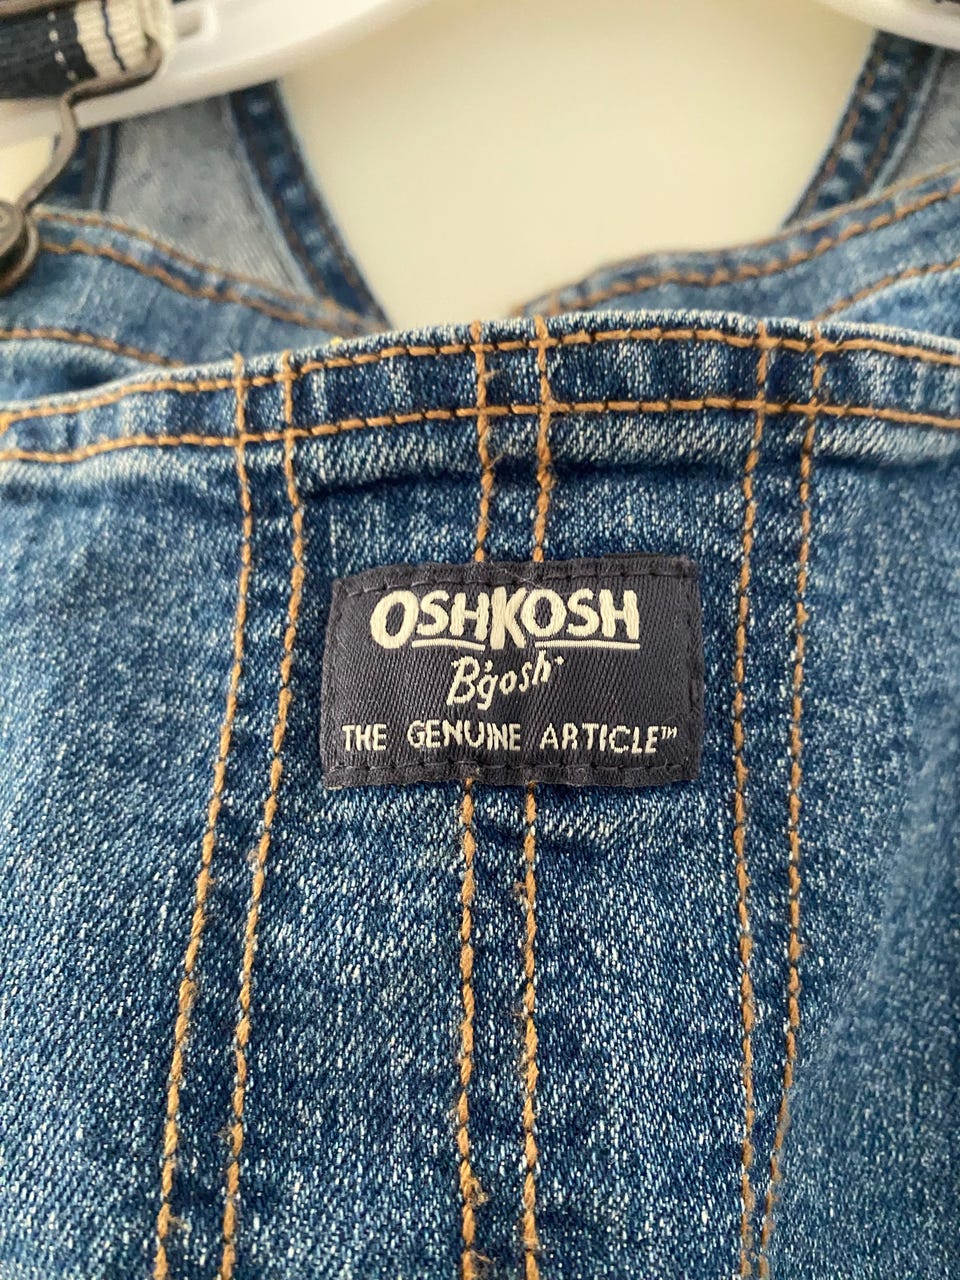 OSHKOSH
B'gosh
THE GENUINE ARTICLE™